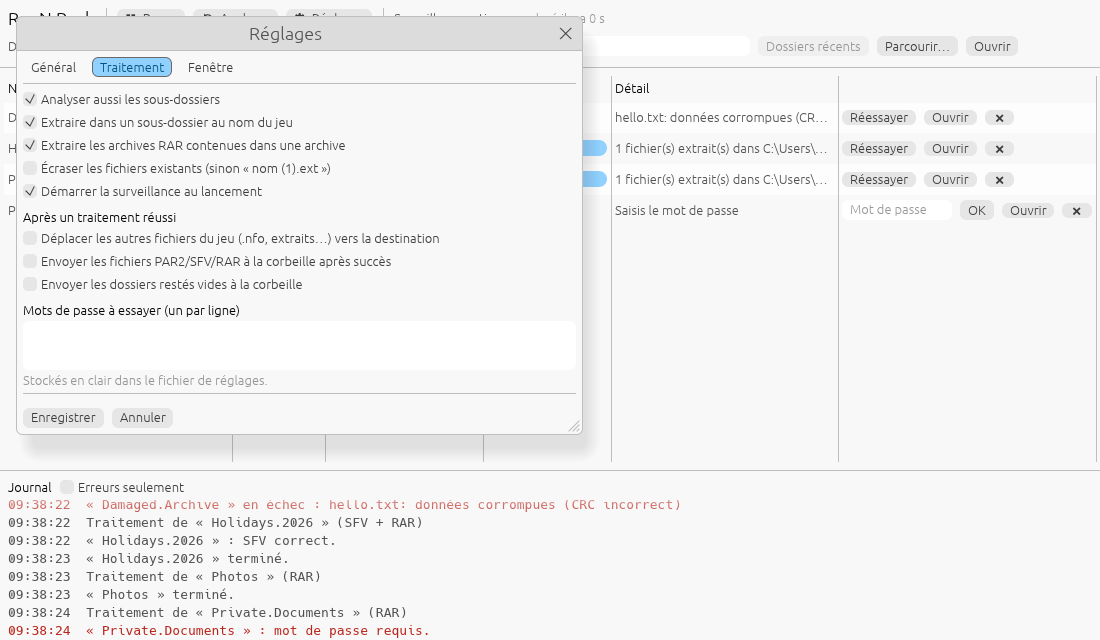 Réglages
Général Traitement Fenêtre
Analyser aussi les sous-dossiers
Extraire dans un sous-dossier au nom du jeu
Extraire les archives RAR contenues dans une archive
Écraser les fichiers existants (sinon « nom (1).ext »)
Démarrer la surveillance au lancement
Après un traitement réussi
Déplacer les autres fichiers du jeu (.nfo, extraits…) vers la destination
Envoyer les fichiers PAR2/SFV/RAR à la corbeille après succès
Envoyer les dossiers restés vides à la corbeille
Mots de passe à essayer (un par ligne)
Stockés en clair dans le fichier de réglages.
Enregistrer Annuler
a 0 s
Dossiers récents Parcourir… Ouvrir
Détail
hello.txt: données corrompues (CR… Réessayer Ouvrir ×
1 fichier(s) extrait(s) dans C:\Users\… Réessayer Ouvrir ×
1 fichier(s) extrait(s) dans C:\Users\… Réessayer Ouvrir ×
Saisis le mot de passe Mot de passe OK Ouvrir ×
Journal Erreurs seulement
09:38:22 « Damaged.Archive » en échec : hello.txt: données corrompues (CRC incorrect)
09:38:22 Traitement de « Holidays.2026 » (SFV + RAR)
09:38:22 « Holidays.2026 » : SFV correct.
09:38:23 « Holidays.2026 » terminé.
09:38:23 Traitement de « Photos » (RAR)
09:38:23 « Photos » terminé.
09:38:24 Traitement de « Private.Documents » (RAR)
09:38:24 « Private.Documents » : mot de passe requis.